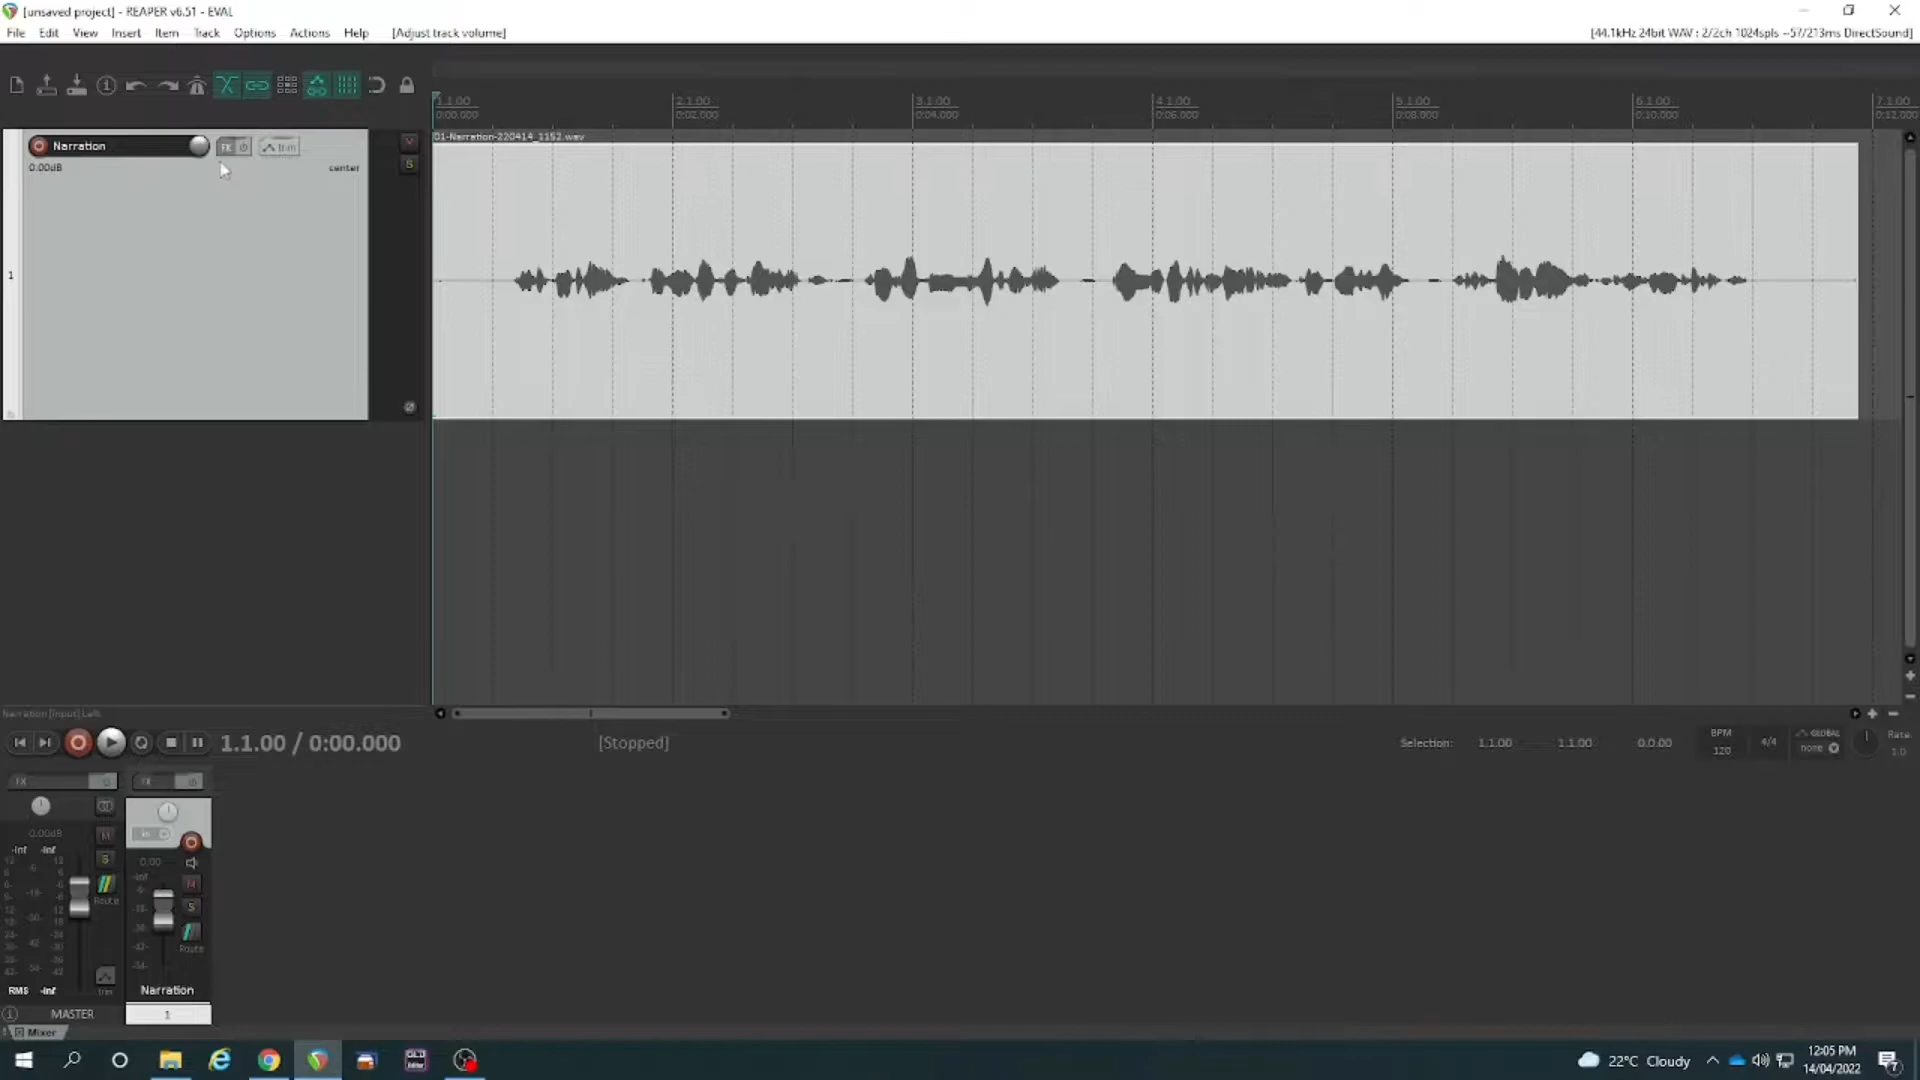 [unsaved project] - REAPER v6.51 - EVAL
File Edit View Insert Item Track Options Actions Help [Adjust track volume]
[44.1kHz 24bit WAV : 2/2ch 1024spls ~57/213ms DirectSound]
1.1.00 2.1.00 3.1.00 4.1.00 5.1.00 6.1.00 7.1.00
0:00.000 0:02.000 0:04.000 0:06.000 0:08.000 0:10.000 0:12.000
01-Narration-220414_1152.wav
Narration FX trim
M
0.00dB center
S
1
Narration [Input] Left
1.1.00 / 0:00.000
[Stopped]
Selection: 1.1.00 1.1.00 0.0.00
BPM
120
4/4
GLOBAL
none
Rate:
1.0
FX FX
in
0.00dB
M
-inf -inf
S
Route
0.00
-inf
M
S
Route
RMS -inf
trim
Narration
MASTER
1
Mixer
22°C Cloudy
12:05 PM
14/04/2022